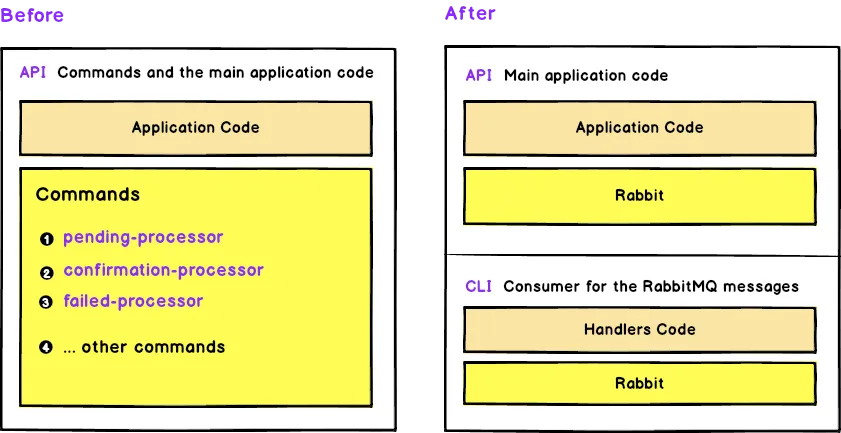 Before
API Commands and the main application code
Application Code
Commands
1 pending-processor
2 confirmation-processor
3 failed-processor
4 ... other commands
After
API Main application code
Application Code
Rabbit
CLI Consumer for the RabbitMQ messages
Handlers Code
Rabbit